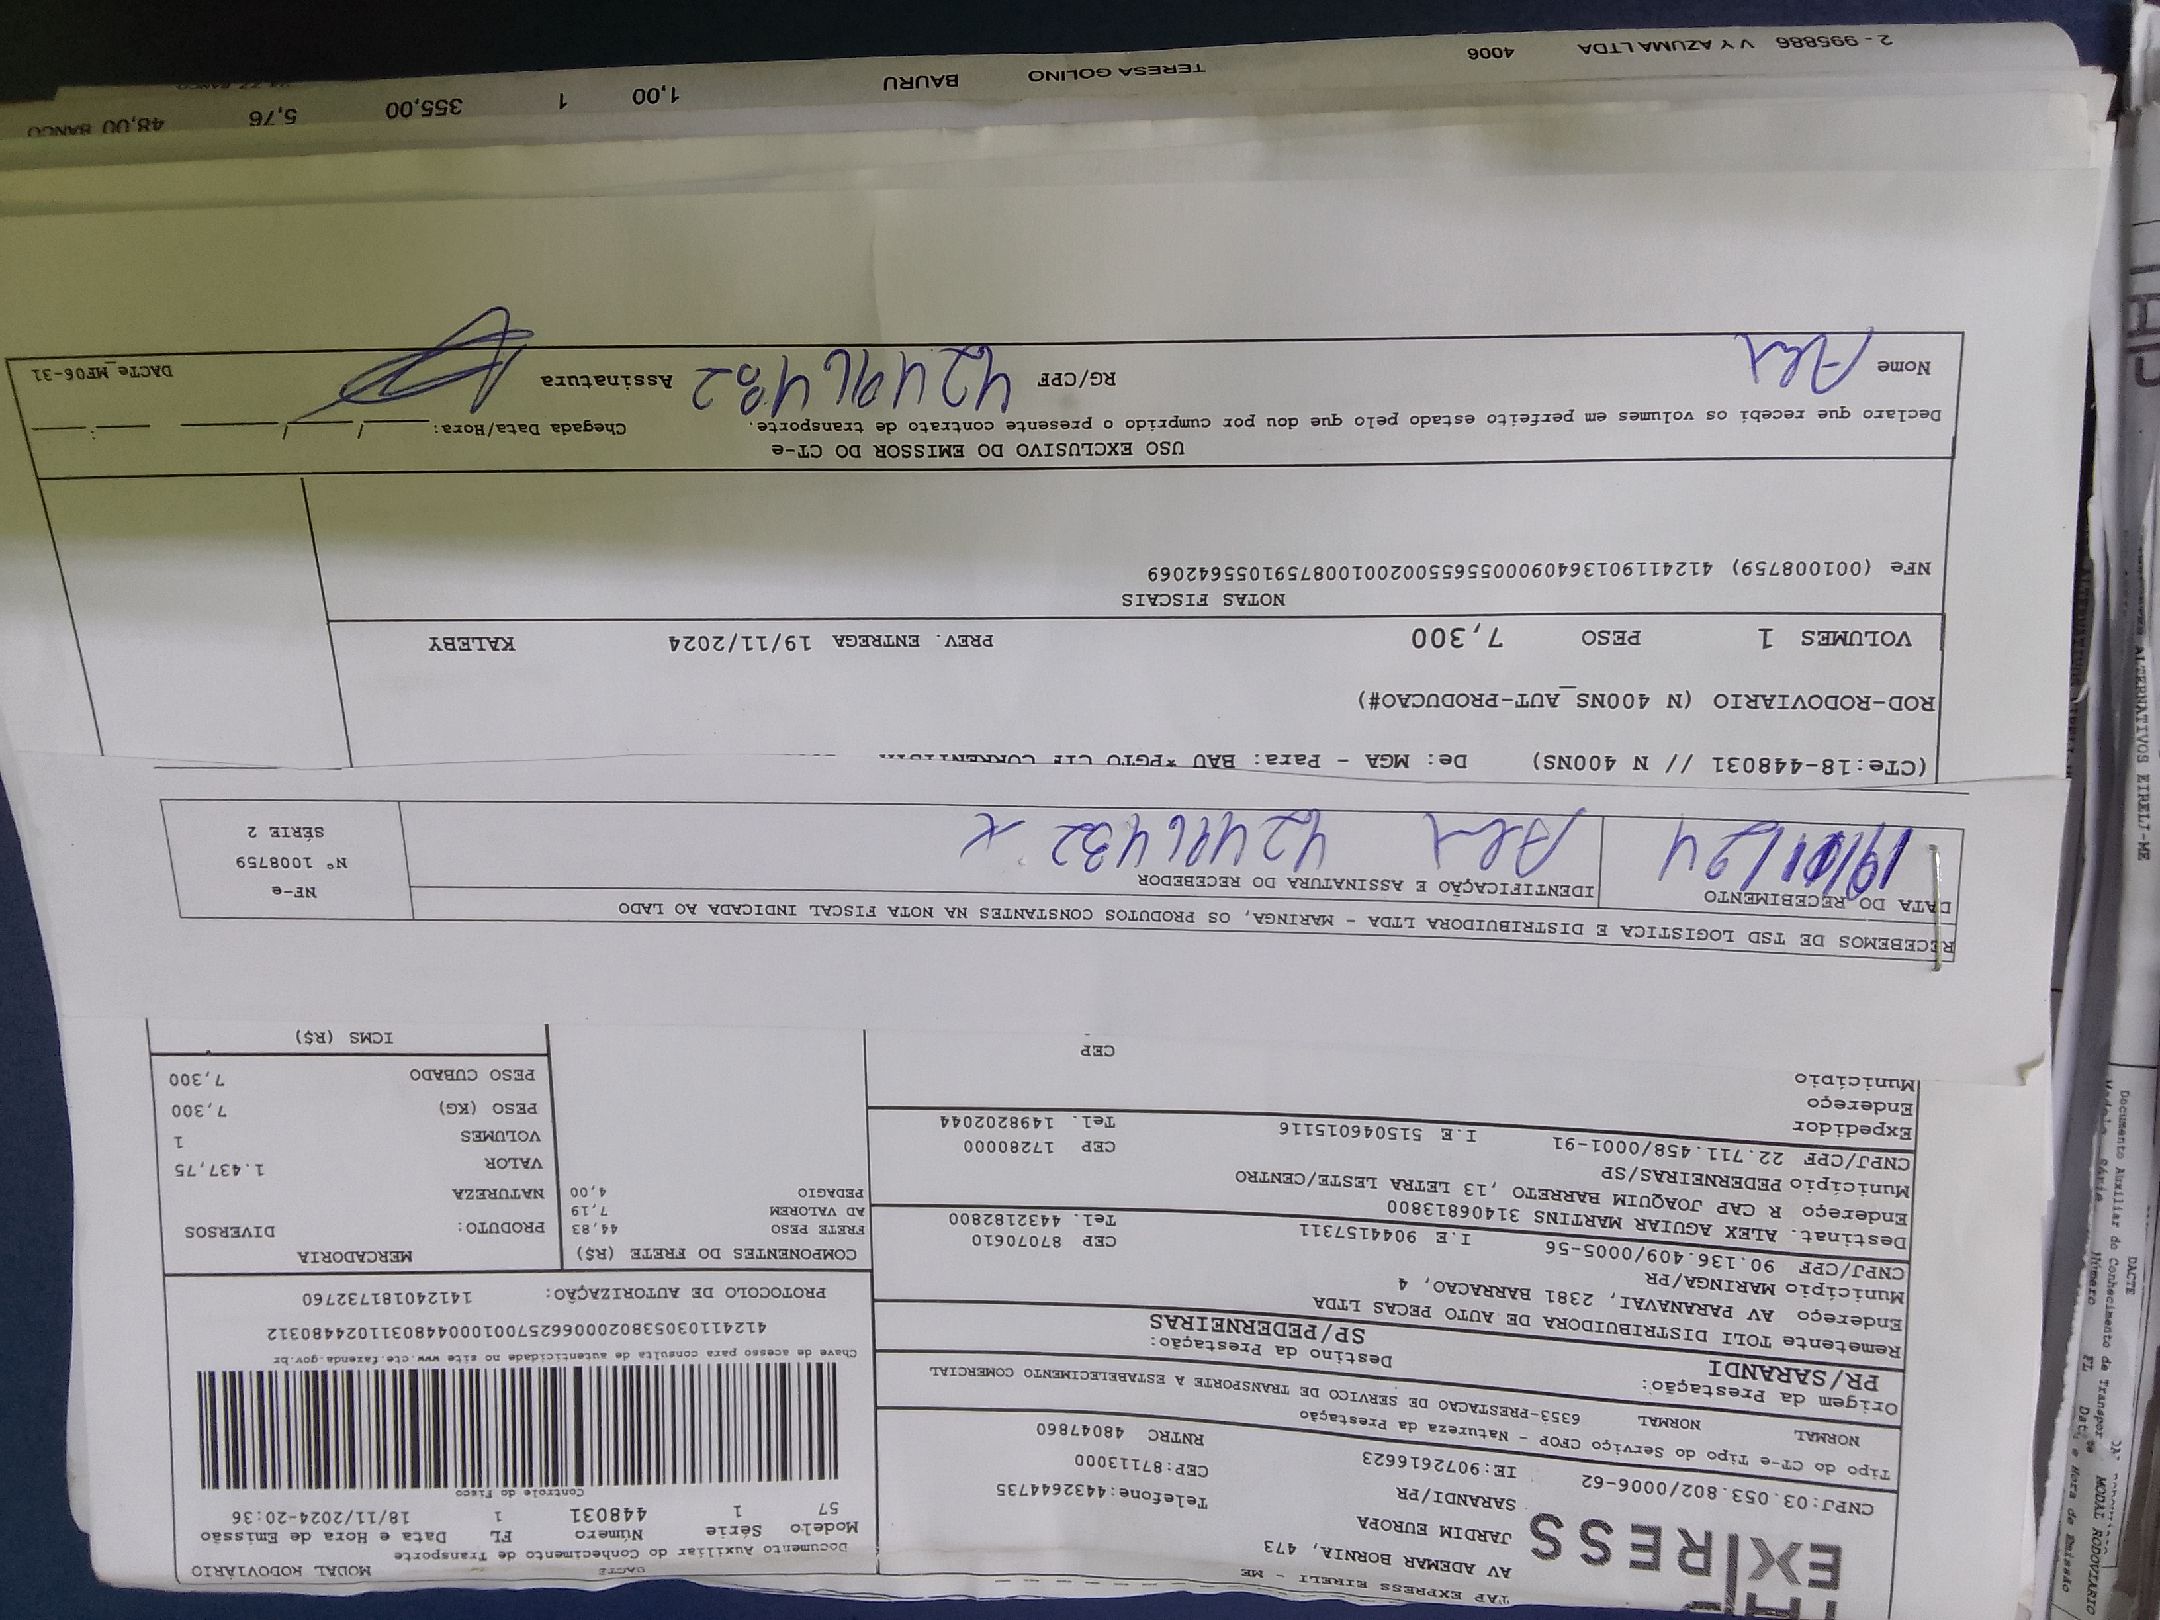 TAP EXPRESS EIRELI - ME
AV ADEMAR BORNIA, 473
JARDIM EUROPA
SARANDI/PR
Telefone:4432644735
CNPJ:03.053.802/0006-62 IE:9072616623 CEP:87113000
RNTRC 48047860
EXPRESS
DACTE MODAL RODOVIARIO
Documento Auxiliar do Conhecimento de Transporte
Modelo Série Número FL Data e Hora de Emissão
57 1 448031 1 18/11/2024-20:36
Controle do Fisco
Chave de acesso para consulta de autenticidade no site www.cte.fazenda.gov.br
41241103053802000662570010004480311024480312
PROTOCOLO DE AUTORIZAÇÃO: 141240181732760
Tipo do CT-e Tipo do Serviço CFOP - Natureza da Prestação
NORMAL NORMAL 6353-PRESTACAO DE SERVICO DE TRANSPORTE A ESTABELECIMENTO COMERCIAL
Origem da Prestação: Destino da Prestação:
PR/SARANDI SP/PEDERNEIRAS
Remetente TOLI DISTRIBUIDORA DE AUTO PECAS LTDA
Endereço AV PARANAVAI, 2381 BARRACAO, 4
Município MARINGA/PR CEP 87070610
CNPJ/CPF 90.136.409/0005-56 I.E 9044157311 Tel. 4432182800
Destinat. ALEX AGUIAR MARTINS 31406813800
Endereço R CAP JOAQUIM BARRETO ,13 LETRA LESTE/CENTRO
Município PEDERNEIRAS/SP CEP 17280000
CNPJ/CPF 22.711.458/0001-91 I.E 515046015116 Tel. 149820244
Expedidor
Endereço
Município CEP
COMPONENTES DO FRETE (R$)
FRETE PESO 44,83
AD VALOREM 7,19
PEDAGIO 4,00
MERCADORIA
PRODUTO: DIVERSOS
NATUREZA
VALOR 1.437,75
VOLUMES 1
PESO (KG) 7,300
PESO CUBADO 7,300
ICMS (R$)
RECEBEMOS DE TSD LOGISTICA E DISTRIBUIDORA LTDA - MARINGA, OS PRODUTOS CONSTANTES NA NOTA FISCAL INDICADA AO LADO
DATA DO RECEBIMENTO IDENTIFICAÇÃO E ASSINATURA DO RECEBEDOR
Alex
NF-e
Nº 1008759
SÉRIE 2
(CTe:18-448031 // N 400NS) De: MGA - Para: BAU *PGTO CIF
ROD-RODOVIARIO (N 400NS_AUT-PRODUCAO#)
VOLUMES 1 PESO 7,300 PREV. ENTREGA 19/11/2024 KALEBY
NOTAS FISCAIS
NFe (001008759) 41241190136409000556550020010087591055642069
USO EXCLUSIVO DO EMISSOR DO CT-e
Declaro que recebi os volumes em perfeito estado pelo que dou por cumprido o presente contrato de transporte. Chegada Data/Hora: ____/____/____ ___:___
Nome Alex RG/CPF Assinatura
DACTe_MF06-31
1,00 1 355,00 5,76 48,00 BANCO
2 - 995886 V Y AZUMA LTDA 4006 TERESA GOLINO BAURU